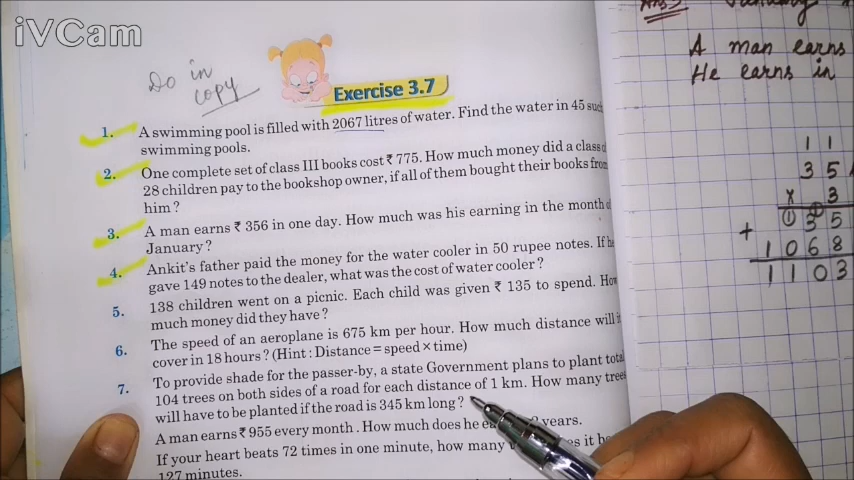 iVCam
Do in
copy
Exercise 3.7
1. A swimming pool is filled with 2067 litres of water. Find the water in 45 such
swimming pools.
2. One complete set of class III books cost ₹ 775. How much money did a class of
28 children pay to the bookshop owner, if all of them bought their books from
him?
3. A man earns ₹ 356 in one day. How much was his earning in the month of
January?
4. Ankit's father paid the money for the water cooler in 50 rupee notes. If he
gave 149 notes to the dealer, what was the cost of water cooler?
5. 138 children went on a picnic. Each child was given ₹ 135 to spend. How
much money did they have?
6. The speed of an aeroplane is 675 km per hour. How much distance will it
cover in 18 hours? (Hint : Distance = speed × time)
7. To provide shade for the passer-by, a state Government plans to plant total
104 trees on both sides of a road for each distance of 1 km. How many trees
will have to be planted if the road is 345 km long?
A man earns ₹ 955 every month. How much does he years.
If your heart beats 72 times in one minute, how many it
127 minutes.
Ans 3 January
A man earns
He earns in
1 1
3 5
× 3
1 3 5
+ 1 0 6 8
1 1 0 3